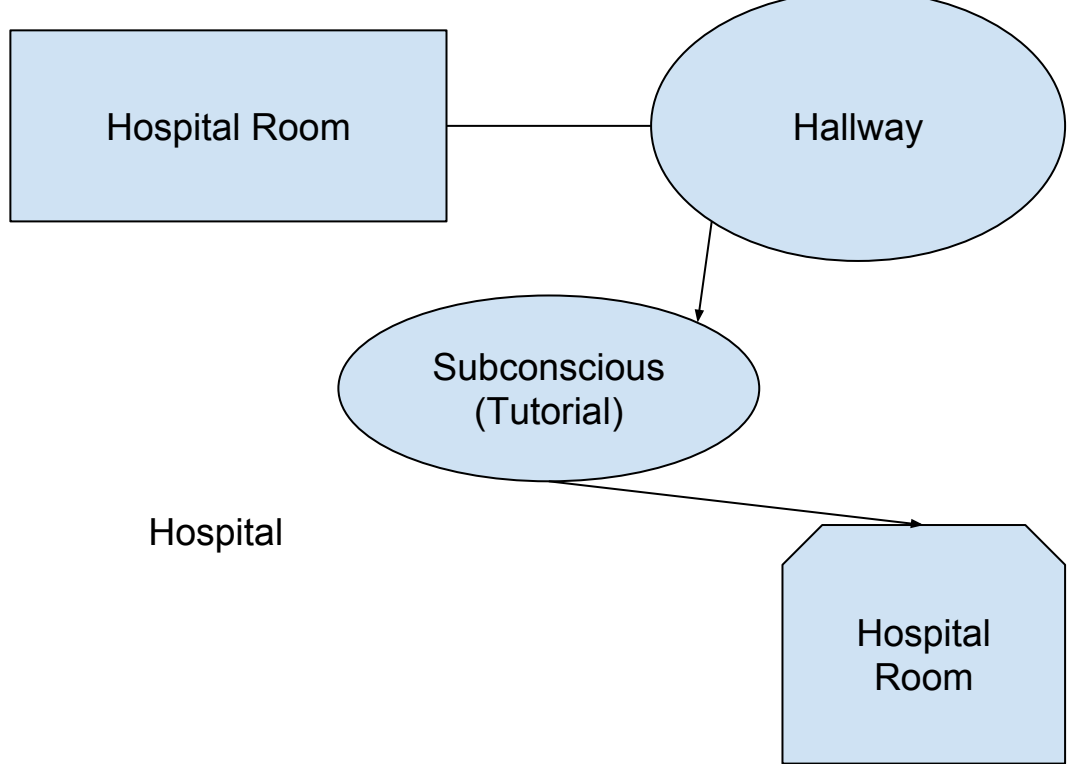 Hospital Room
Hallway
Subconscious
(Tutorial)
Hospital
Hospital
Room